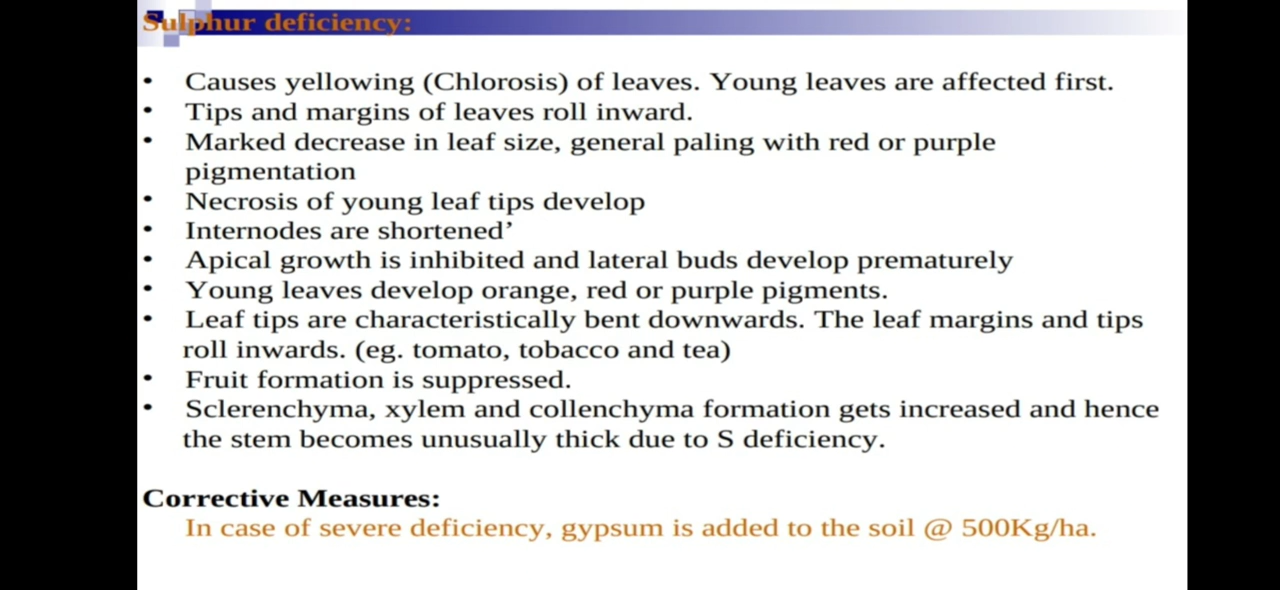 Sulphur deficiency:
• Causes yellowing (Chlorosis) of leaves. Young leaves are affected first.
• Tips and margins of leaves roll inward.
• Marked decrease in leaf size, general paling with red or purple
pigmentation
• Necrosis of young leaf tips develop
• Internodes are shortened’
• Apical growth is inhibited and lateral buds develop prematurely
• Young leaves develop orange, red or purple pigments.
• Leaf tips are characteristically bent downwards. The leaf margins and tips
roll inwards. (eg. tomato, tobacco and tea)
• Fruit formation is suppressed.
• Sclerenchyma, xylem and collenchyma formation gets increased and hence
the stem becomes unusually thick due to S deficiency.
Corrective Measures:
In case of severe deficiency, gypsum is added to the soil @ 500Kg/ha.